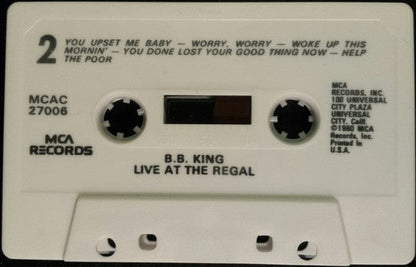 2 YOU UPSET ME BABY — WORRY, WORRY — WOKE UP THIS
MORNIN' — YOU DONE LOST YOUR GOOD THING NOW — HELP
THE POOR
MCAC
27006
MCA
RECORDS
MCA
RECORDS, INC.
100 UNIVERSAL
CITY PLAZA
UNIVERSAL
CITY, Calif.
©1980 MCA
Records, Inc.
Printed in
U.S.A.
B.B. KING
LIVE AT THE REGAL